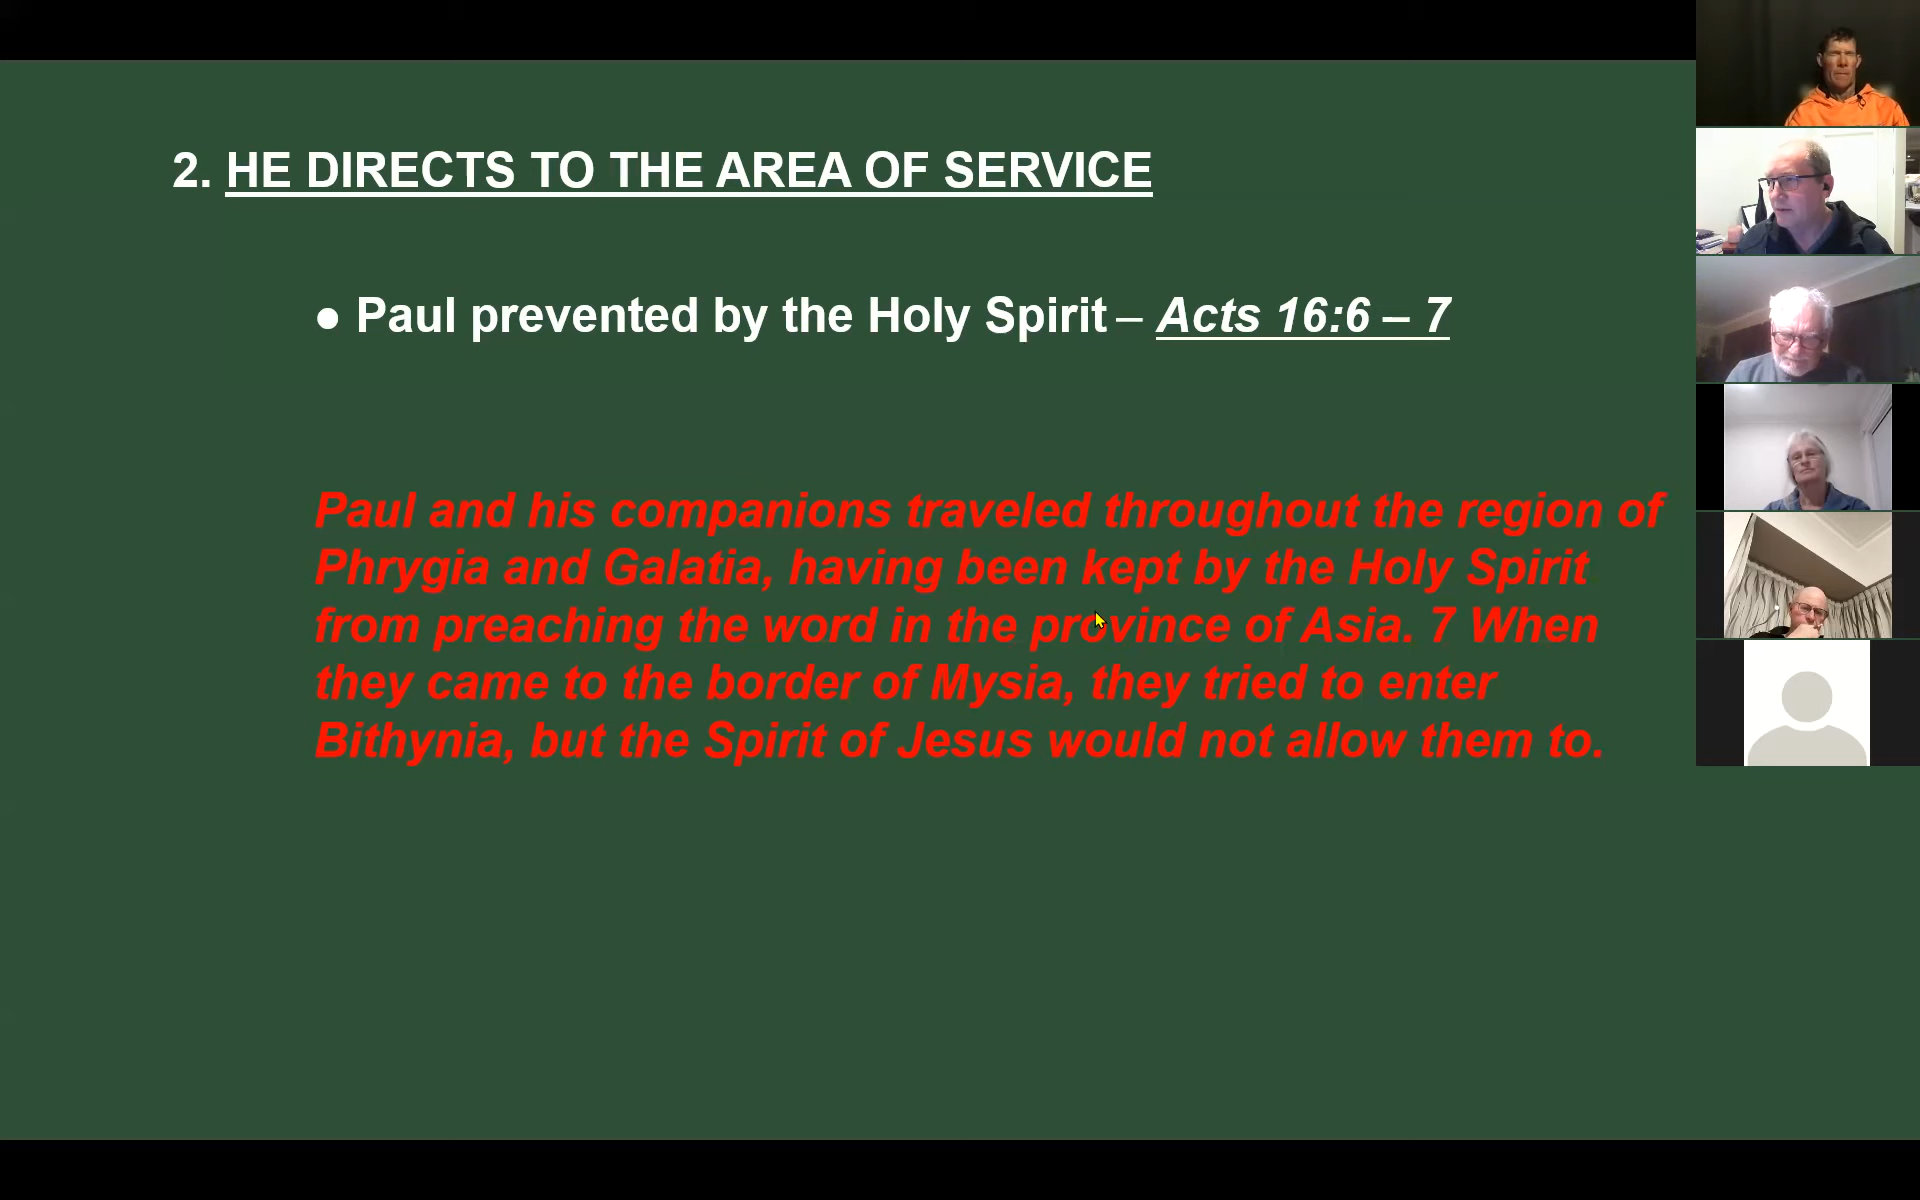 2. HE DIRECTS TO THE AREA OF SERVICE
● Paul prevented by the Holy Spirit – Acts 16:6 – 7
Paul and his companions traveled throughout the region of
Phrygia and Galatia, having been kept by the Holy Spirit
from preaching the word in the province of Asia. 7 When
they came to the border of Mysia, they tried to enter
Bithynia, but the Spirit of Jesus would not allow them to.